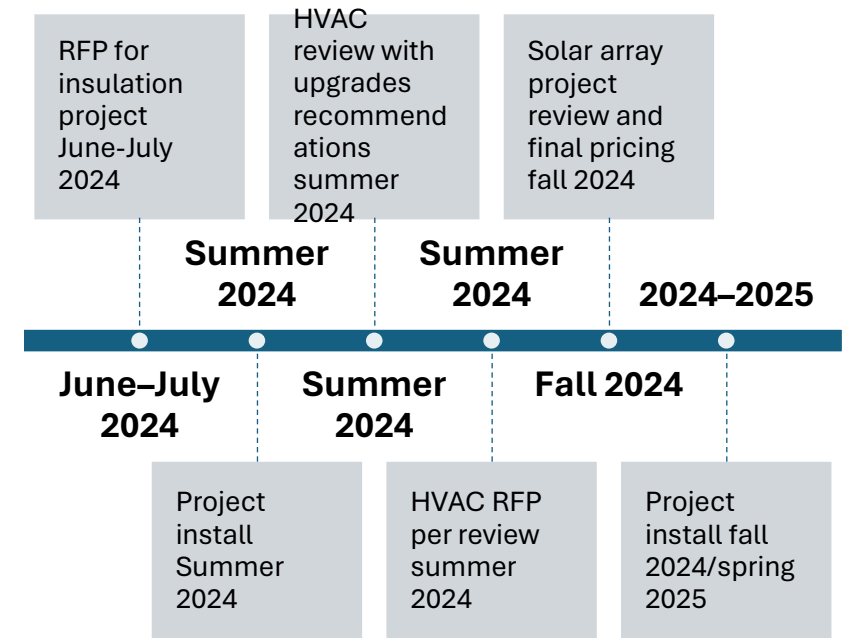 RFP for
insulation
project
June-July
2024
HVAC
review with
upgrades
recommend
ations
summer
2024
Solar array
project
review and
final pricing
fall 2024
Summer
2024
Summer
2024
2024–2025
June–July
2024
Summer
2024
Fall 2024
Project
install
Summer
2024
HVAC RFP
per review
summer
2024
Project
install fall
2024/spring
2025